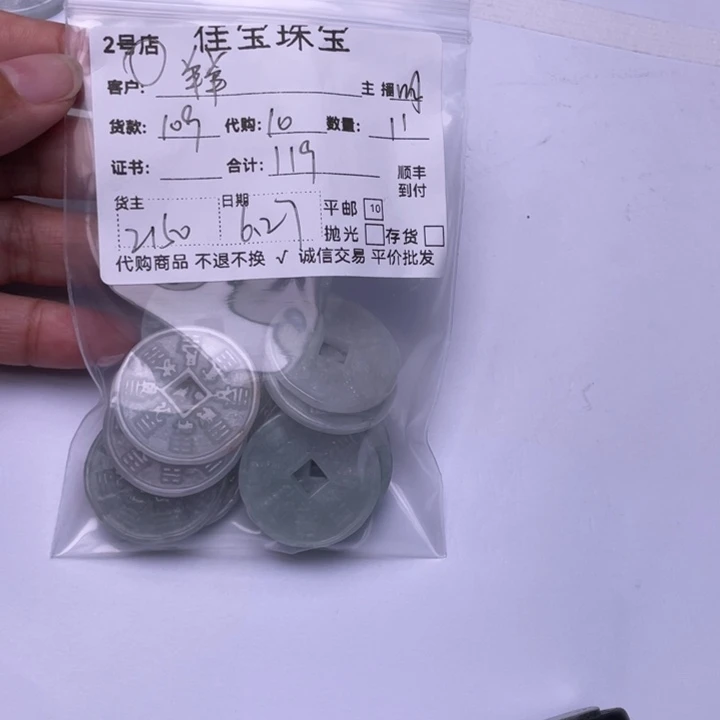 2号店 佳宝珠宝
客户: 羊羊 主播
货款: 109 代购: 10 数量: 11
证书: 合计: 119 顺丰到付
货主 2150 日期 6.27 平邮 10
抛光 存货
代购商品 不退不换 √ 诚信交易 平价批发